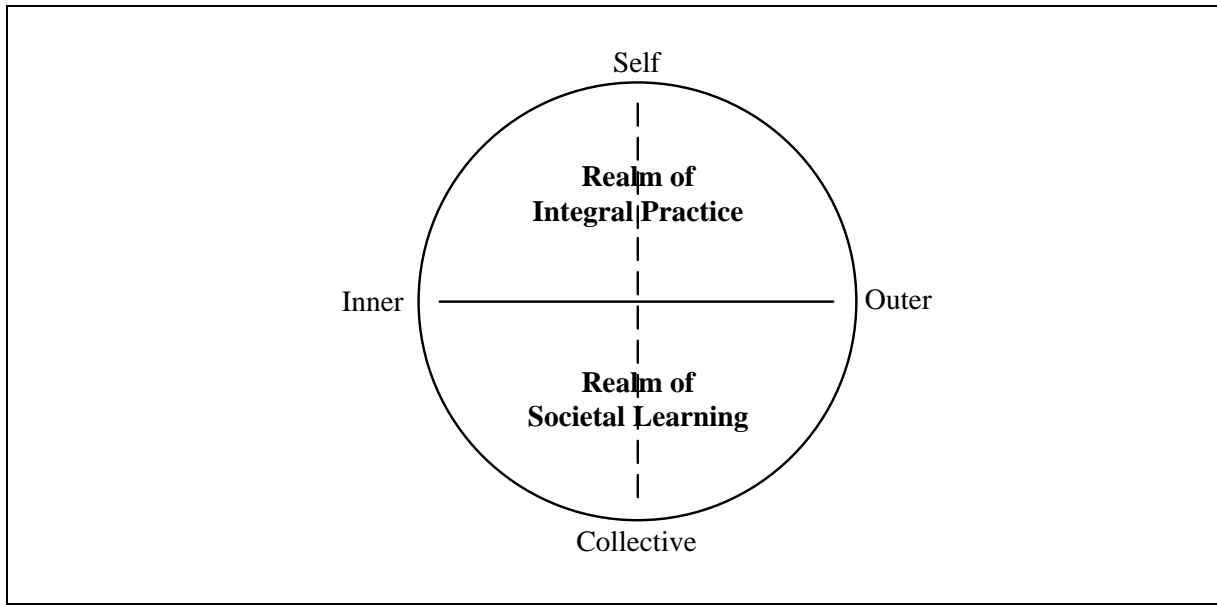 Self
Realm of
Integral Practice
Inner
Outer
Realm of
Societal Learning
Collective